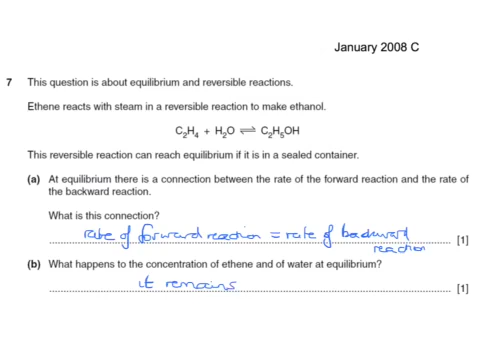 January 2008 C
7 This question is about equilibrium and reversible reactions.
Ethene reacts with steam in a reversible reaction to make ethanol.
C₂H₄ + H₂O ⇌ C₂H₅OH
This reversible reaction can reach equilibrium if it is in a sealed container.
(a) At equilibrium there is a connection between the rate of the forward reaction and the rate of
the backward reaction.
What is this connection?
rate of forward reaction = rate of backward
reaction [1]
(b) What happens to the concentration of ethene and of water at equilibrium?
it remains [1]